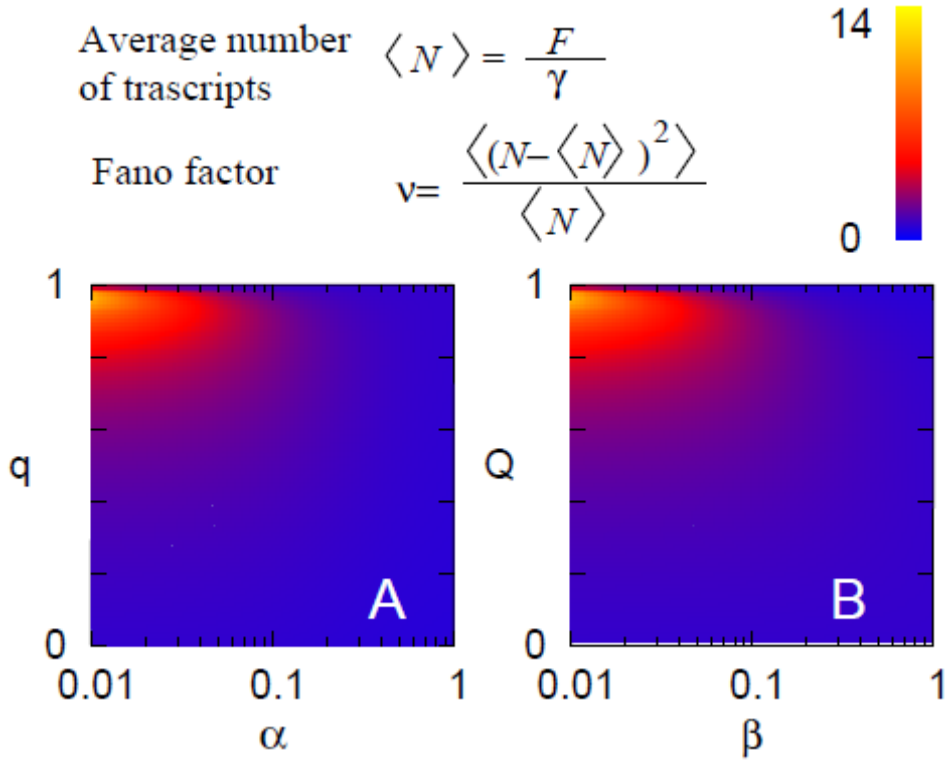 Average number
of trascripts
⟨N⟩ = F/γ
Fano factor
ν= ⟨(N−⟨N⟩)²⟩/⟨N⟩
14
0
1
q
0
0.01 0.1 1
α
A
1
Q
0
0.01 0.1 1
β
B